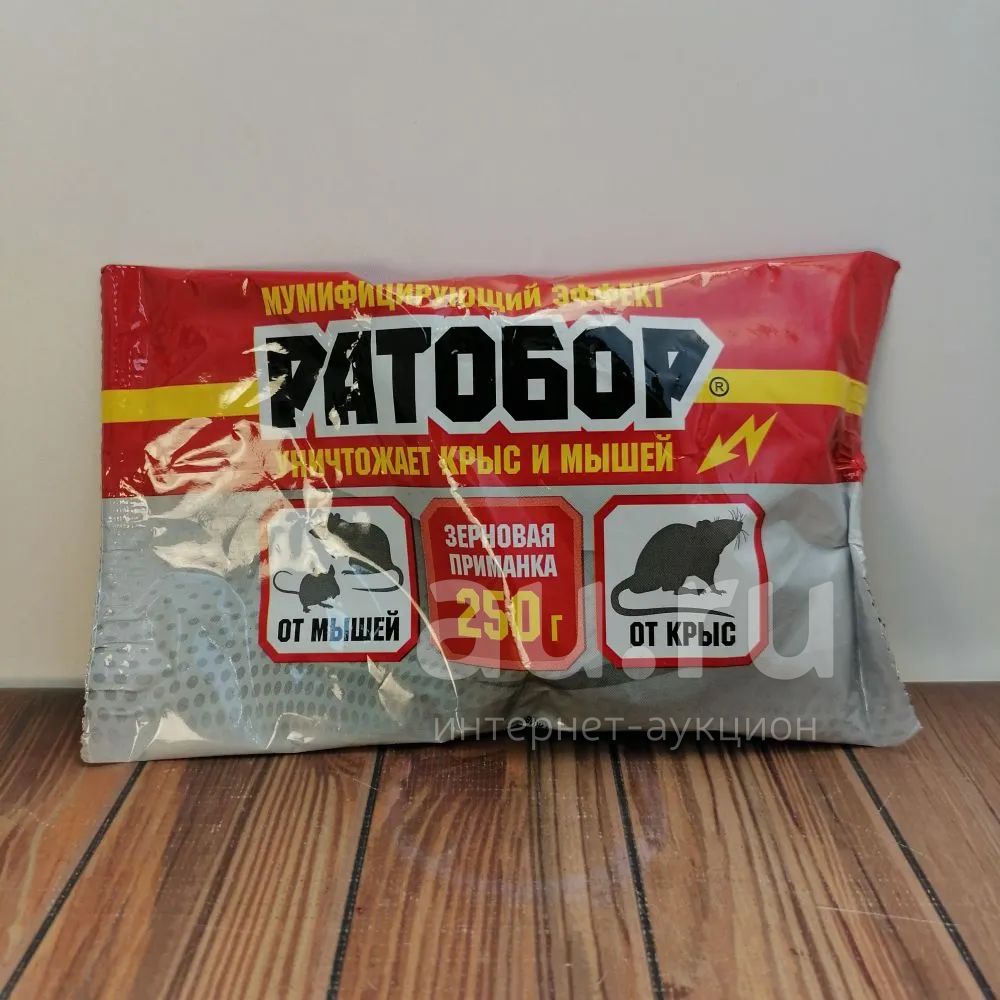 МУМИФИЦИРУЮЩИЙ ЭФФЕКТ
РАТОБОР®
УНИЧТОЖАЕТ КРЫС И МЫШЕЙ
ОТ МЫШЕЙ
ЗЕРНОВАЯ
ПРИМАНКА
250 г
ОТ КРЫС
au.ru
интернет-аукцион